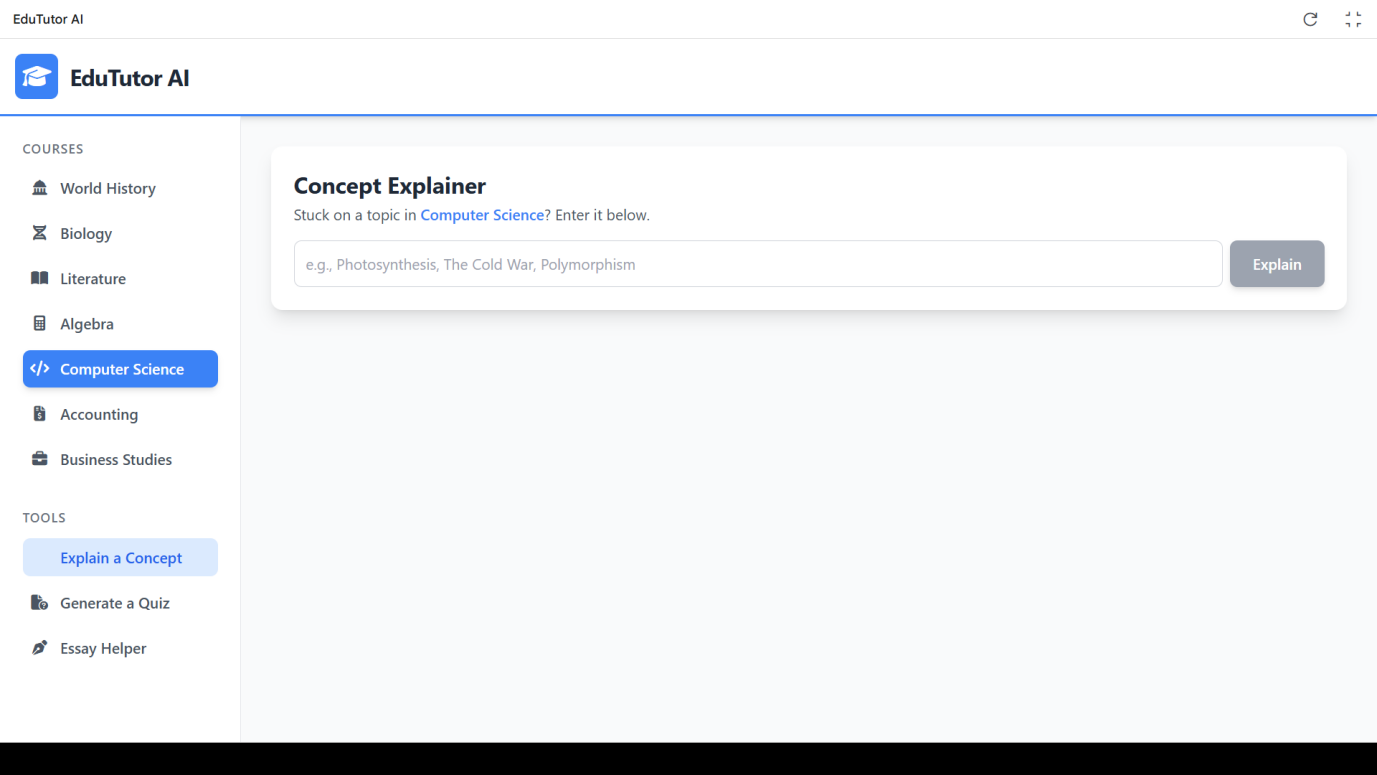 EduTutor AI
EduTutor AI
COURSES
World History
Biology
Literature
Algebra
Computer Science
Accounting
Business Studies
TOOLS
Explain a Concept
Generate a Quiz
Essay Helper
Concept Explainer
Stuck on a topic in Computer Science? Enter it below.
e.g., Photosynthesis, The Cold War, Polymorphism
Explain